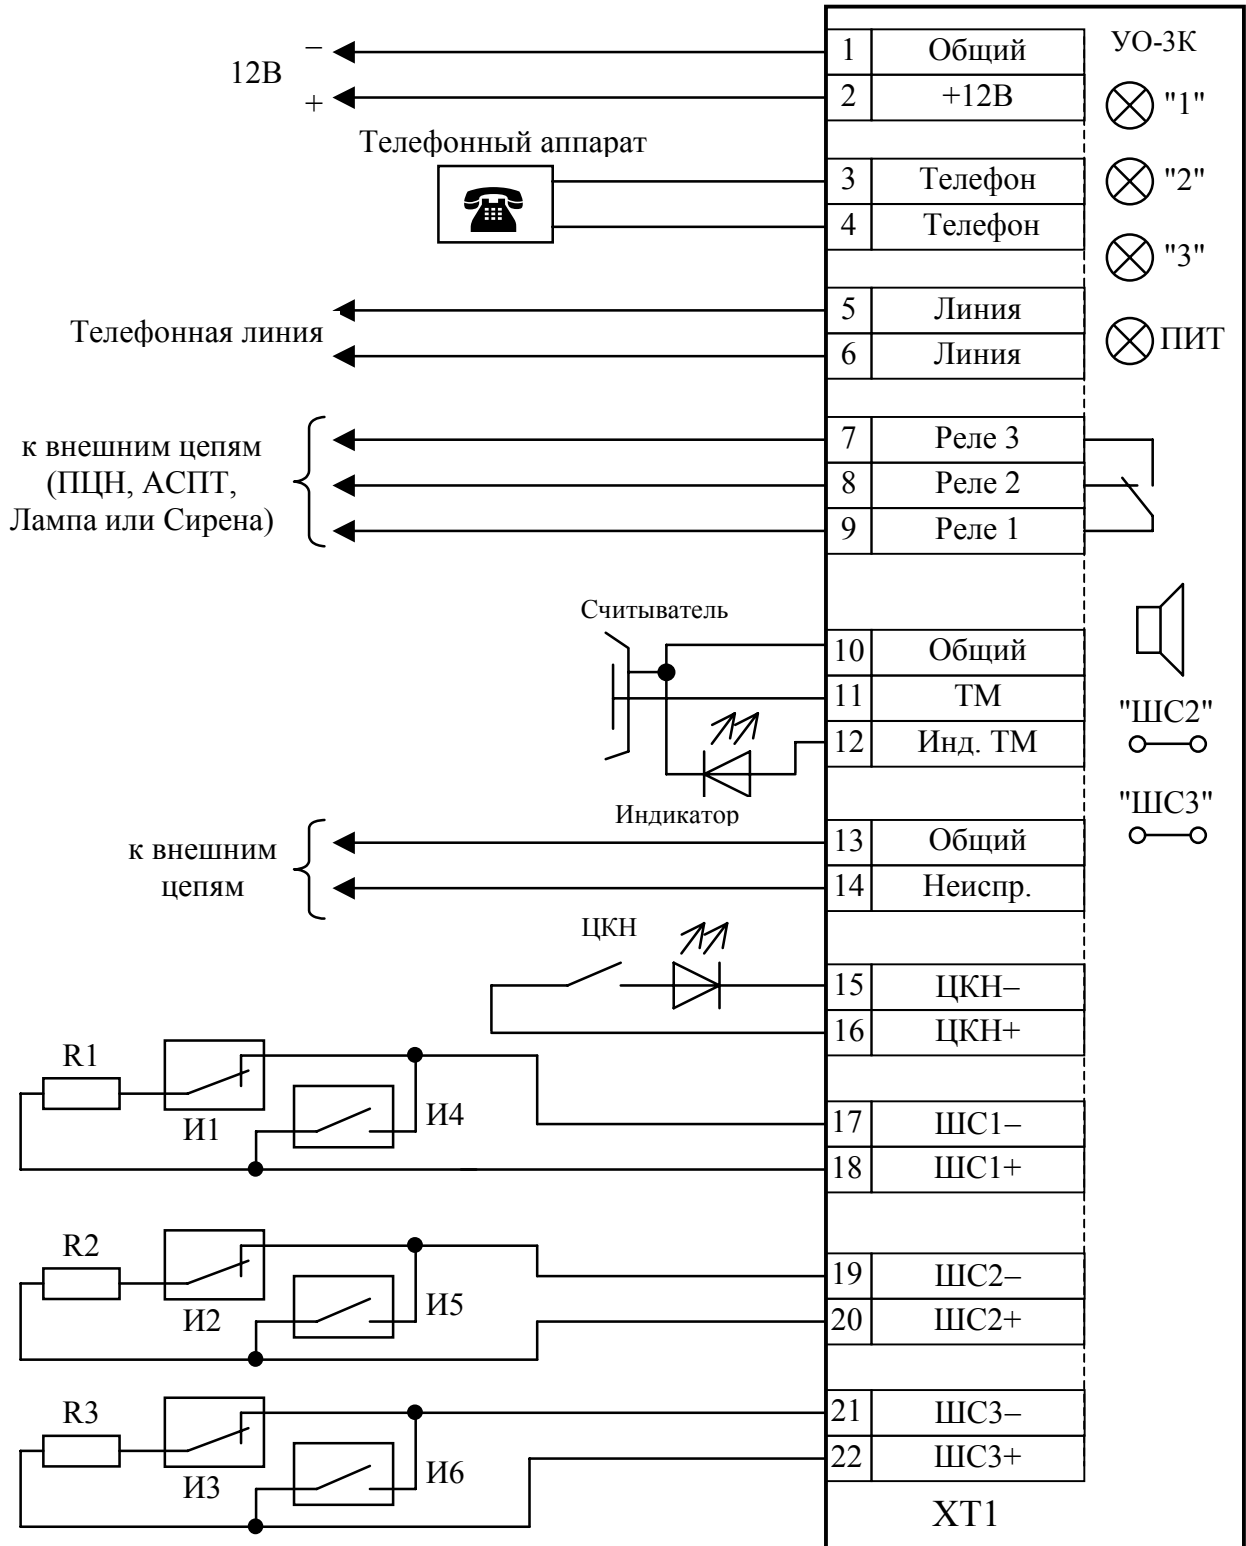 УО-3К
–
12В
+
1 Общий
2 +12В
"1"
Телефонный аппарат
3 Телефон
4 Телефон
"2"
"3"
Телефонная линия
5 Линия
6 Линия
ПИТ
к внешним цепям
(ПЦН, АСПТ,
Лампа или Сирена)
7 Реле 3
8 Реле 2
9 Реле 1
Считыватель
10 Общий
11 ТМ
12 Инд. ТМ
"ШС2"
Индикатор
"ШС3"
к внешним
цепям
13 Общий
14 Неиспр.
ЦКН
15 ЦКН–
16 ЦКН+
R1
И1
И4
17 ШС1–
18 ШС1+
R2
И2
И5
19 ШС2–
20 ШС2+
R3
И3
И6
21 ШС3–
22 ШС3+
ХТ1